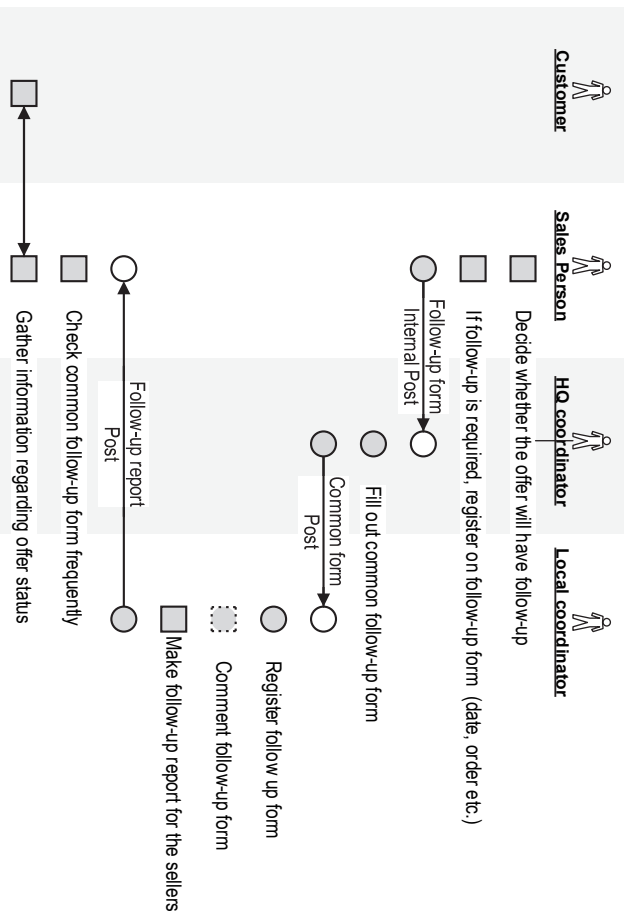 Customer
Sales Person
HQ coordinator
Local coordinator
Decide whether the offer will have follow-up
If follow-up is required, register on follow-up form (date, order etc.)
Follow-up form
Internal Post
Fill out common follow-up form
Common form
Post
Register follow up form
Comment follow-up form
Make follow-up report for the sellers
Follow-up report
Post
Check common follow-up form frequently
Gather information regarding offer status